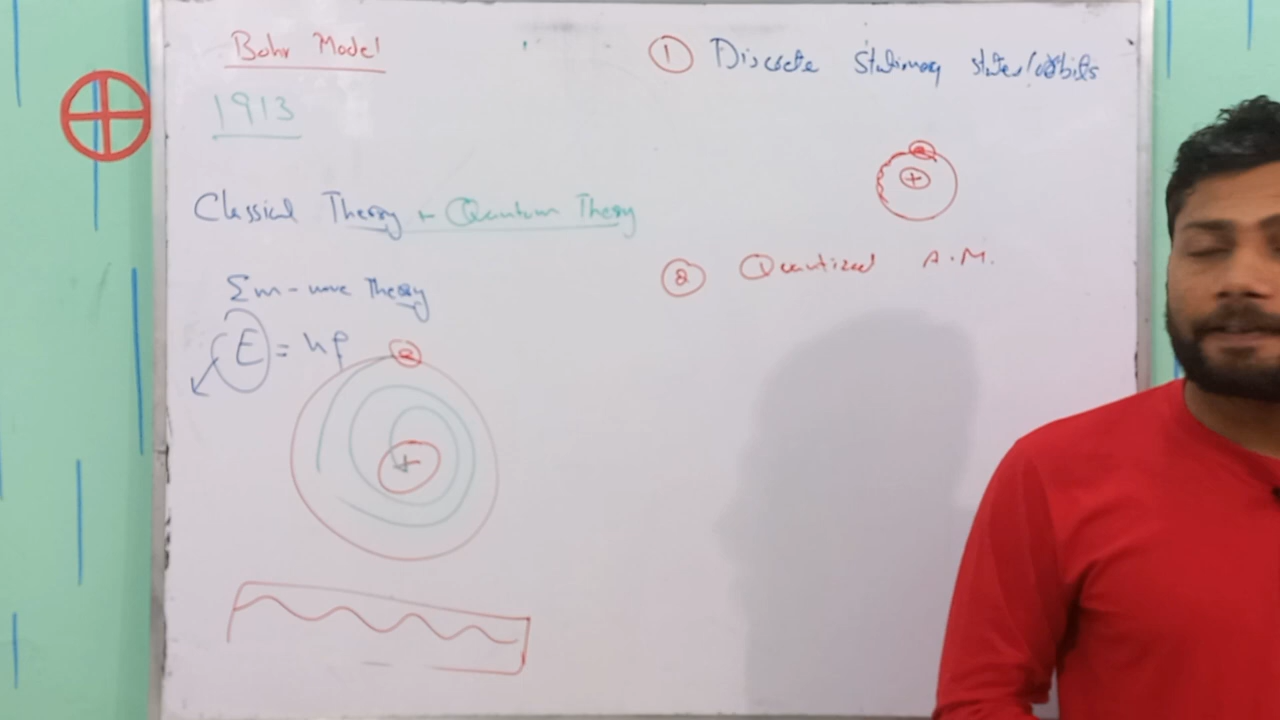 Bohr Model
1913
Classical Theory + Quantum Theory
Em-wave Theory
E = hf
e
+
① Discrete Stationary states/orbits
e
+
② Quantized A.M.